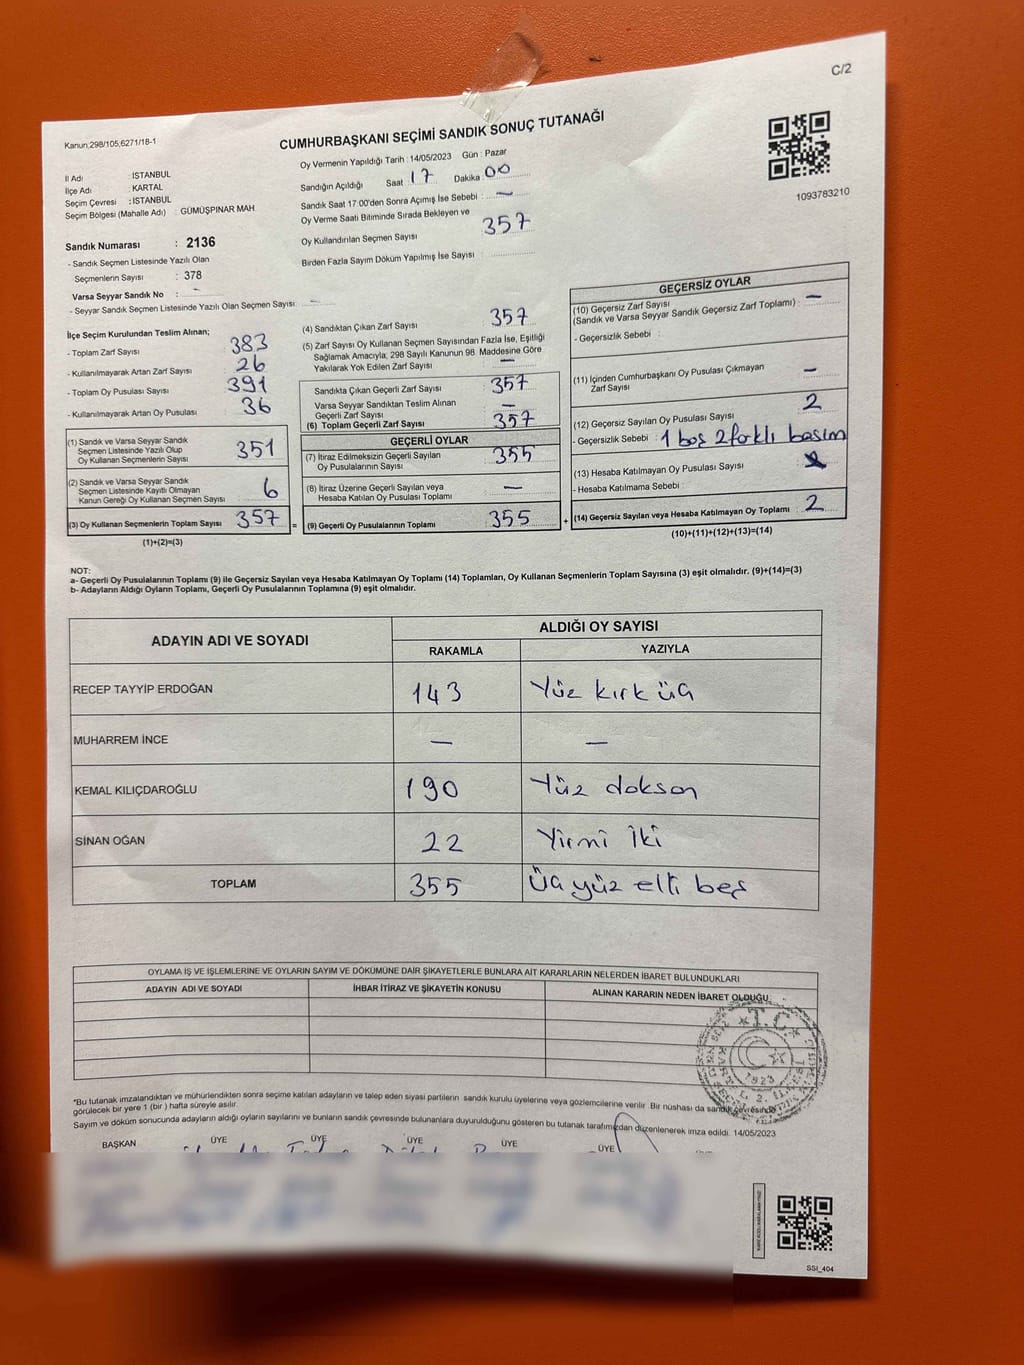 C/2
Kanun:298/105,6271/18-1
CUMHURBAŞKANI SEÇİMİ SANDIK SONUÇ TUTANAĞI
1093783210
İl Adı : İSTANBUL
İlçe Adı : KARTAL
Seçim Çevresi : İSTANBUL
Seçim Bölgesi (Mahalle Adı) : GÜMÜŞPINAR MAH
Sandık Numarası : 2136
- Sandık Seçmen Listesinde Yazılı Olan
Seçmenlerin Sayısı : 378
Varsa Seyyar Sandık No : -
- Seyyar Sandık Seçmen Listesinde Yazılı Olan Seçmen Sayısı: -
Oy Vermenin Yapıldığı Tarih : 14/05/2023 Gün : Pazar
Sandığın Açıldığı Saat 17 Dakika 00
Sandık Saat 17:00'den Sonra Açımış İse Sebebi : —
Oy Verme Saati Bitiminde Sırada Bekleyen ve
Oy Kullandırılan Seçmen Sayısı 357
Birden Fazla Sayım Döküm Yapılmış İse Sayısı :
İlçe Seçim Kurulundan Teslim Alınan;
- Toplam Zarf Sayısı 383
- Kullanılmayarak Artan Zarf Sayısı 26
- Toplam Oy Pusulası Sayısı 391
- Kullanılmayarak Artan Oy Pusulası 36
(1) Sandık ve Varsa Seyyar Sandık
Seçmen Listesinde Yazılı Olup
Oy Kullanan Seçmenlerin Sayısı 351
(2) Sandık ve Varsa Seyyar Sandık
Seçmen Listesinde Kayıtlı Olmayan
Kanun Gereği Oy Kullanan Seçmen Sayısı 6
(3) Oy Kullanan Seçmenlerin Toplam Sayısı 357 =
(1)+(2)=(3)
(4) Sandıktan Çıkan Zarf Sayısı 357
(5) Zarf Sayısı Oy Kullanan Seçmen Sayısından Fazla İse, Eşitliği
Sağlamak Amacıyla; 298 Sayılı Kanunun 98. Maddesine Göre
Yakılarak Yok Edilen Zarf Sayısı —
Sandıkta Çıkan Geçerli Zarf Sayısı 357
Varsa Seyyar Sandıktan Teslim Alınan
Geçerli Zarf Sayısı —
(6) Toplam Geçerli Zarf Sayısı 357
GEÇERLİ OYLAR
(7) İtiraz Edilmeksizin Geçerli Sayılan
Oy Pusulalarının Sayısı 355
(8) İtiraz Üzerine Geçerli Sayılan veya
Hesaba Katılan Oy Pusulası Toplamı —
(9) Geçerli Oy Pusulalarının Toplamı 355 +
GEÇERSİZ OYLAR
(10) Geçersiz Zarf Sayısı
(Sandık ve Varsa Seyyar Sandık Geçersiz Zarf Toplamı) : —
- Geçersizlik Sebebi :
(11) İçinden Cumhurbaşkanı Oy Pusulası Çıkmayan
Zarf Sayısı —
(12) Geçersiz Sayılan Oy Pusulası Sayısı 2
- Geçersizlik Sebebi : 1 boş 2 farklı basım
(13) Hesaba Katılmayan Oy Pusulası Sayısı
- Hesaba Katılmama Sebebi :
(14) Geçersiz Sayılan veya Hesaba Katılmayan Oy Toplamı : 2
(10)+(11)+(12)+(13)=(14)
NOT:
a- Geçerli Oy Pusulalarının Toplamı (9) ile Geçersiz Sayılan veya Hesaba Katılmayan Oy Toplamı (14) Toplamları, Oy Kullanan Seçmenlerin Toplam Sayısına (3) eşit olmalıdır. (9)+(14)=(3)
b- Adayların Aldığı Oyların Toplamı, Geçerli Oy Pusulalarının Toplamına (9) eşit olmalıdır.
ADAYIN ADI VE SOYADI ALDIĞI OY SAYISI
RAKAMLA YAZIYLA
RECEP TAYYİP ERDOĞAN 143 Yüz kırk üç
MUHARREM İNCE — —
KEMAL KILIÇDAROĞLU 190 Yüz doksan
SİNAN OĞAN 22 Yirmi iki
TOPLAM 355 Üç yüz elli beş
OYLAMA İŞ VE İŞLEMLERİNE VE OYLARIN SAYIM VE DÖKÜMÜNE DAİR ŞİKAYETLERLE BUNLARA AİT KARARLARIN NELERDEN İBARET BULUNDUKLARI
ADAYIN ADI VE SOYADI İHBAR İTİRAZ VE ŞİKAYETİN KONUSU ALINAN KARARIN NEDEN İBARET OLDUĞU
T.C.
1923
*Bu tutanak imzalandıktan ve mühürlendikten sonra seçime katılan adayların ve talep eden siyasi partilerin sandık kurulu üyelerine veya gözlemcilerine verilir. Bir nüshası da sandık çevresinde
görülecek bir yere 1 (bir) hafta süreyle asılır.
Sayım ve döküm sonucunda adayların aldığı oyların sayılarını ve bunların sandık çevresinde bulunanlara duyurulduğunu gösteren bu tutanak tarafımızdan düzenlenerek imza edildi. 14/05/2023
BAŞKAN ÜYE ÜYE ÜYE ÜYE ÜYE
SSI_404